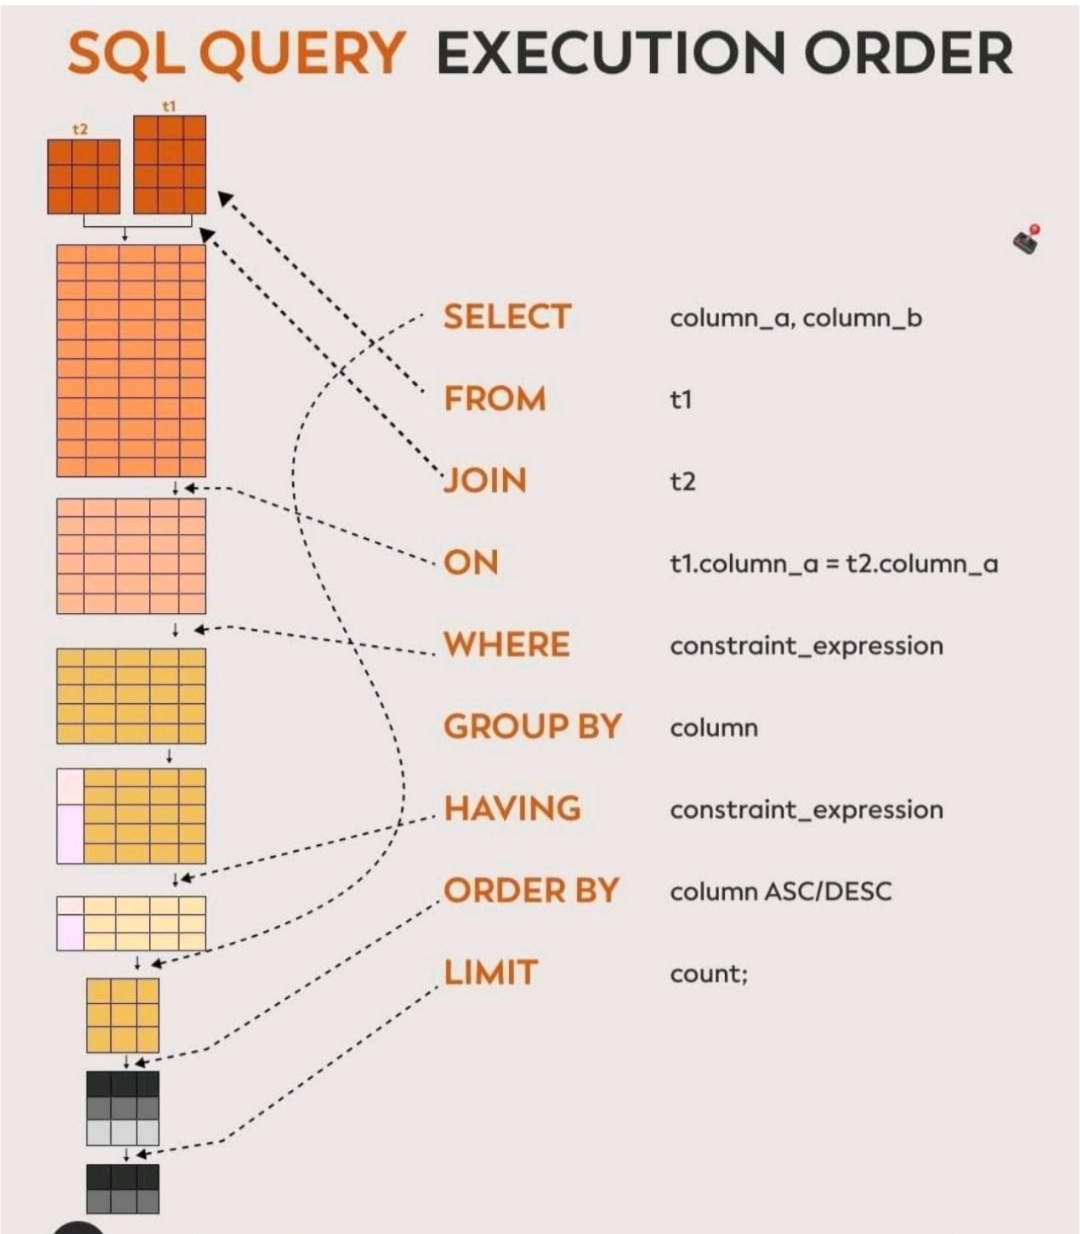 SQL QUERY EXECUTION ORDER
t1
t2
SELECT column_a, column_b
FROM t1
JOIN t2
ON t1.column_a = t2.column_a
WHERE constraint_expression
GROUP BY column
HAVING constraint_expression
ORDER BY column ASC/DESC
LIMIT count;